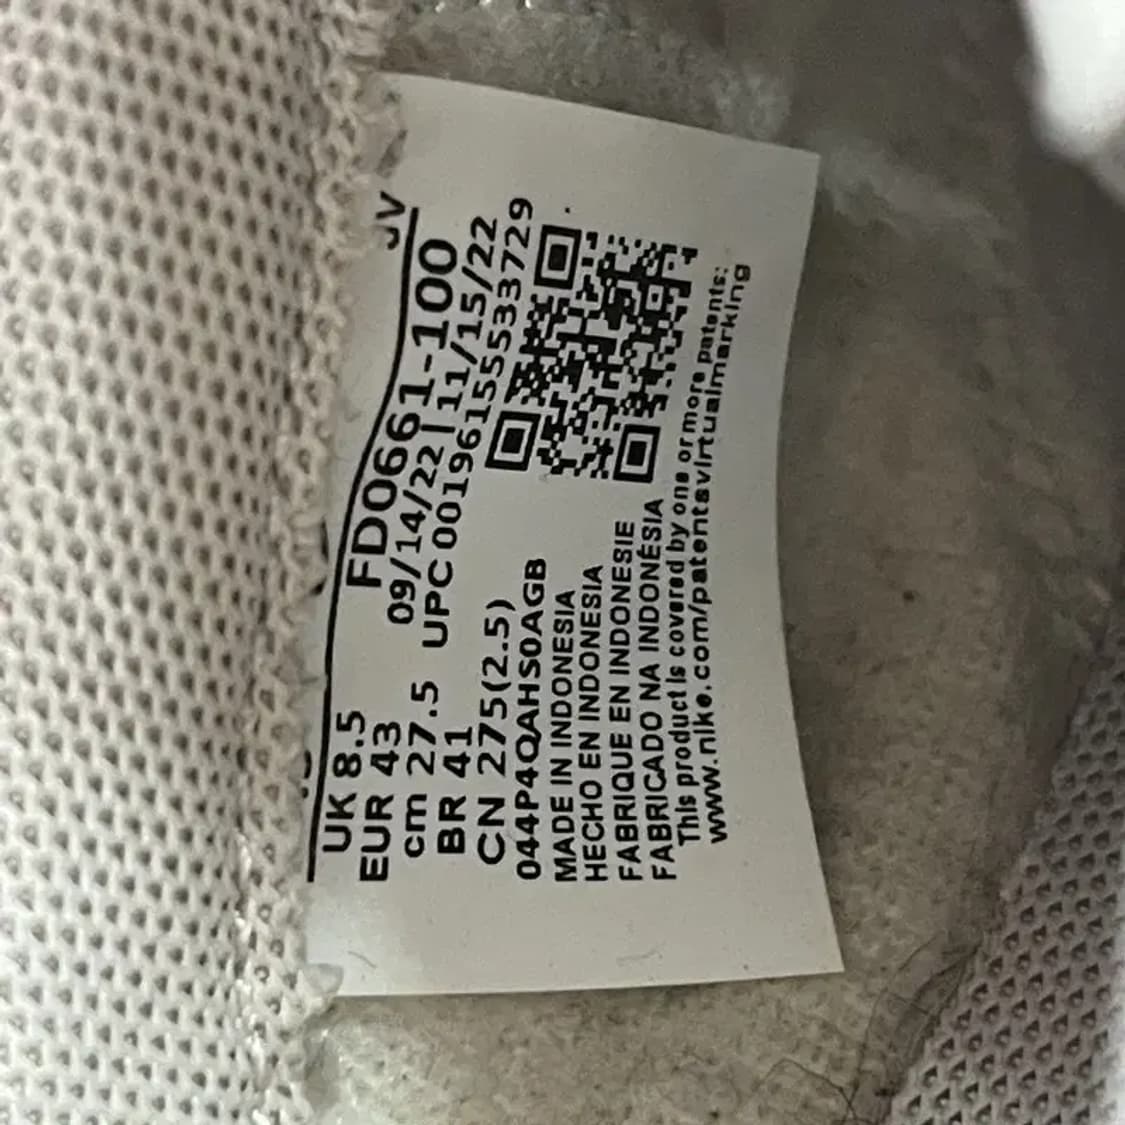 JV
UK 8.5 FD0661-100
EUR 43 09/14/22 | 11/15/22
cm 27.5 UPC 00196155533729
BR 41
CN 275(2.5)
044P4QAHS0AGB
MADE IN INDONESIA
HECHO EN INDONESIA
FABRIQUE EN INDONESIE
FABRICADO NA INDONÉSIA
This product is covered by one or more patents:
www.nike.com/patentsvirtualmarking